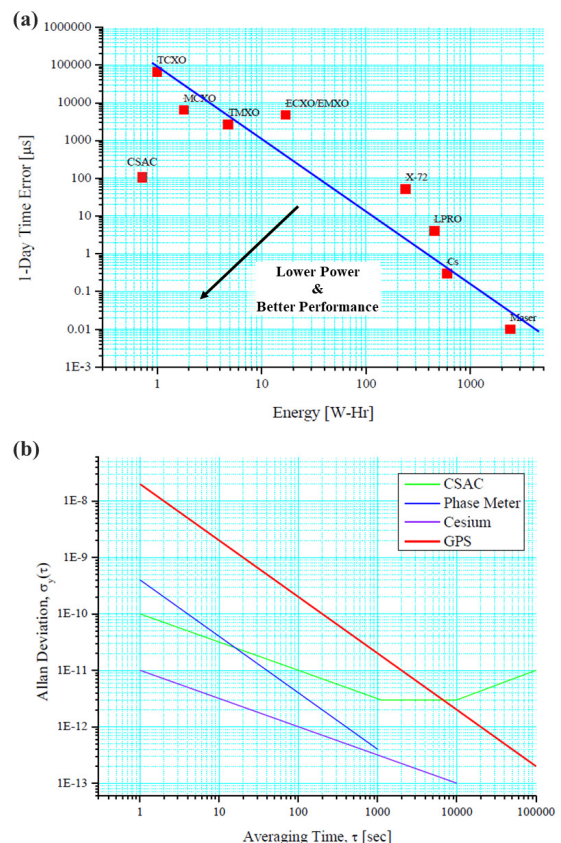 (a)
1000000
100000
10000
1000
100
10
1
0.1
0.01
1E-3
1-Day Time Error [µs]
TCXO
MCXO
TMXO
ECXO/EMXO
CSAC
X-72
LPRO
Cs
Maser
Lower Power
&
Better Performance
1 10 100 1000
Energy [W-Hr]
(b)
1E-8
1E-9
1E-10
1E-11
1E-12
1E-13
Allan Deviation, σy(τ)
CSAC
Phase Meter
Cesium
GPS
1 10 100 1000 10000 100000
Averaging Time, τ [sec]